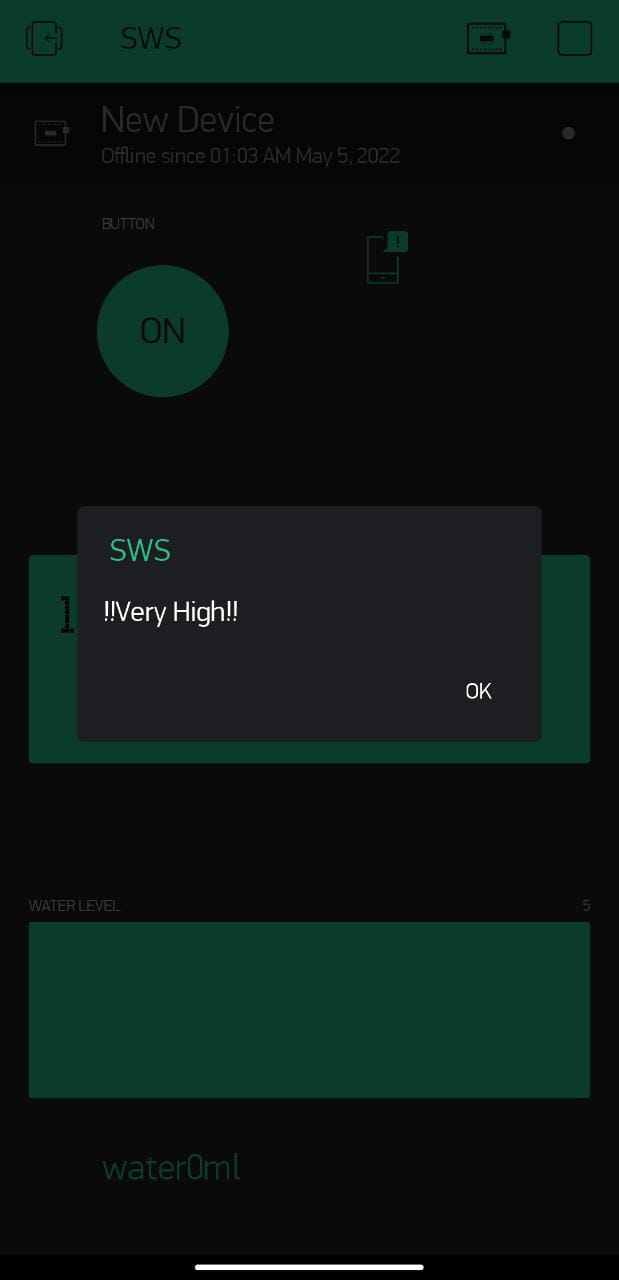 SWS
New Device
Offline since 01:03 AM May 5, 2022
BUTTON
!
ON
SWS
!!Very High!!
OK
WATER LEVEL 5
water0ml